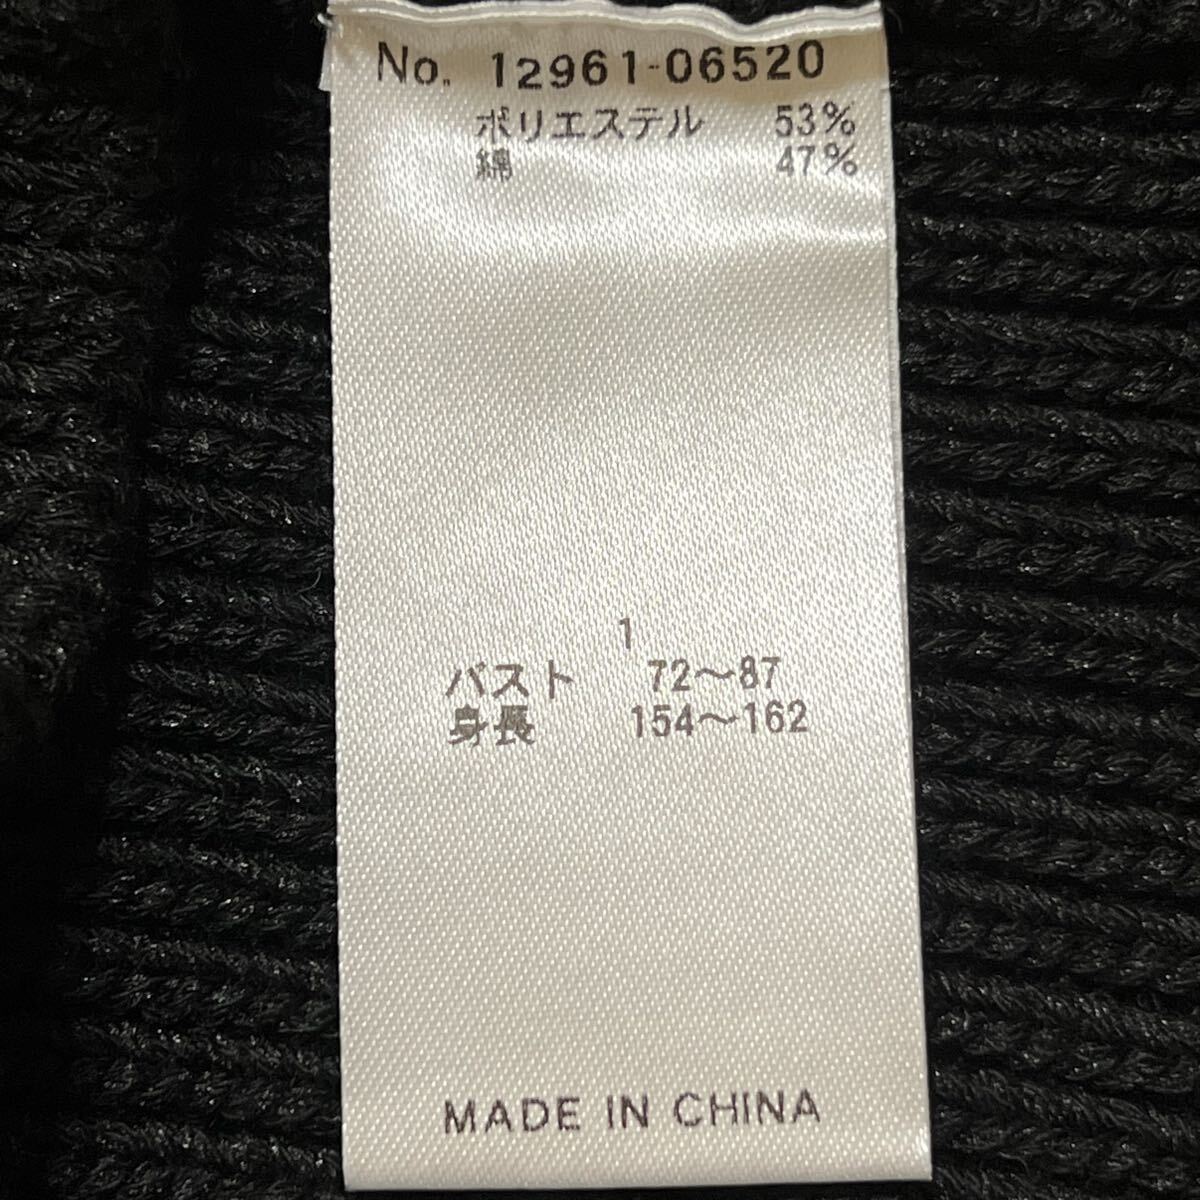 No. 12961-06520
ポリエステル 53%
綿 47%
1
バスト 72～87
身長 154～162
MADE IN CHINA